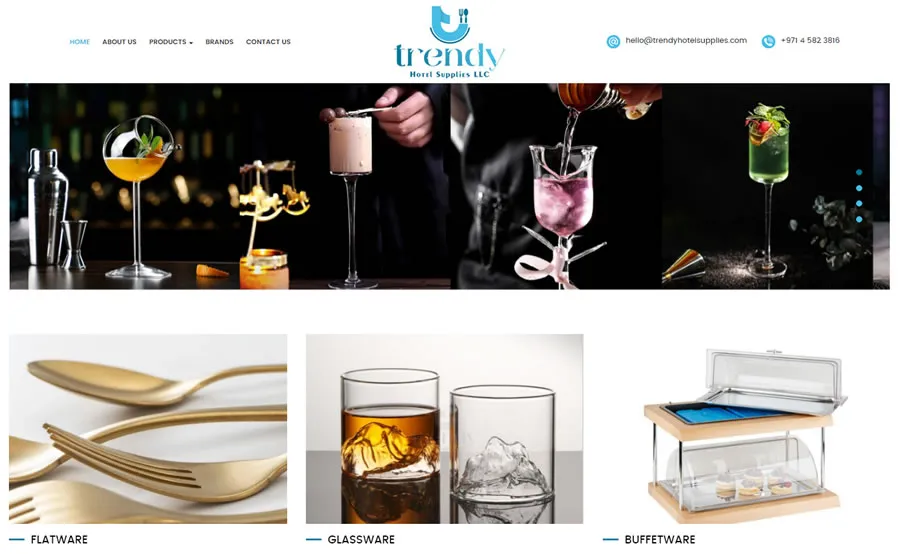 HOME ABOUT US PRODUCTS BRANDS CONTACT US
trendy
Hotel Supplies LLC
hello@trendyhotelsupplies.com +971 4 582 3816
FLATWARE GLASSWARE BUFFETWARE